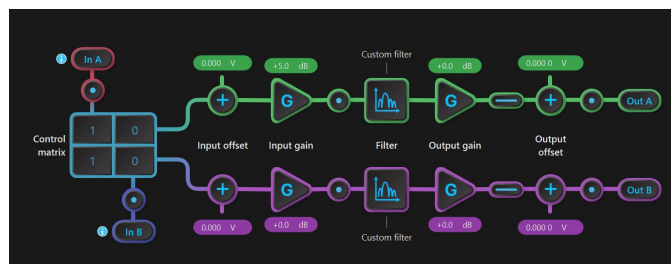 Custom filter
In A
0.000 V
+5.0 dB
+0.0 dB
0.000 0 V
G
G
Out A
1 0
Control
matrix
1 0
Input offset
Input gain
Filter
Output gain
Output
offset
G
G
Out B
0.000 V
+0.0 dB
+0.0 dB
0.000 0 V
In B
Custom filter